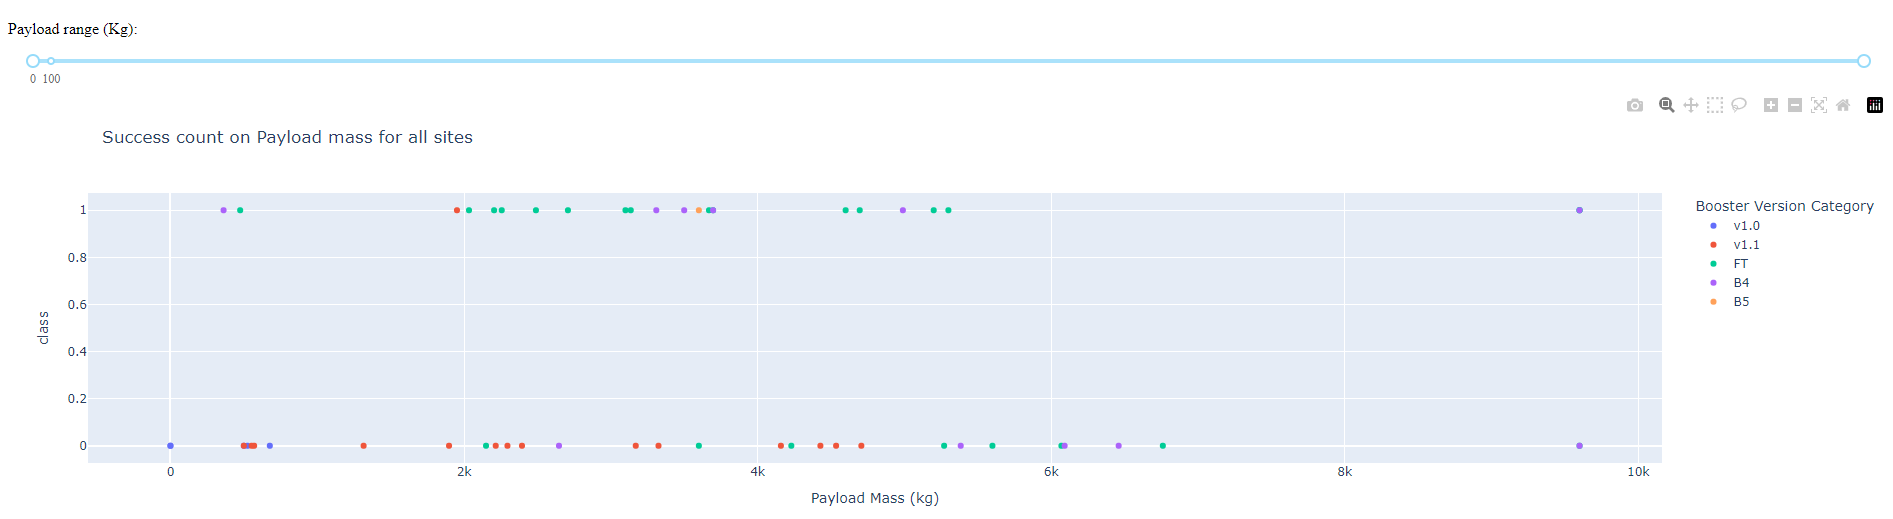 Payload range (Kg):
0 100
Success count on Payload mass for all sites
1
0.8
0.6
0.4
0.2
0
class
0 2k 4k 6k 8k 10k
Payload Mass (kg)
Booster Version Category
v1.0
v1.1
FT
B4
B5